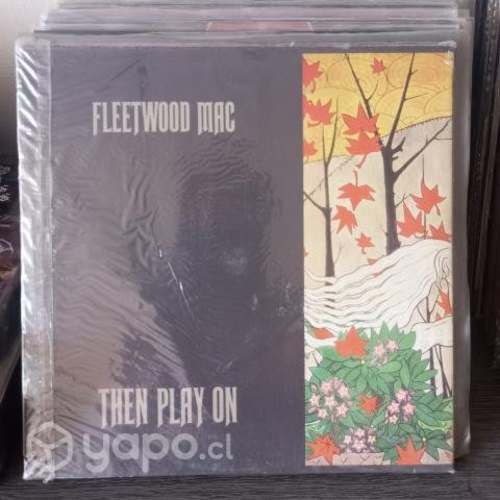 FLEETWOOD MAC
THEN PLAY ON
yapo.cl